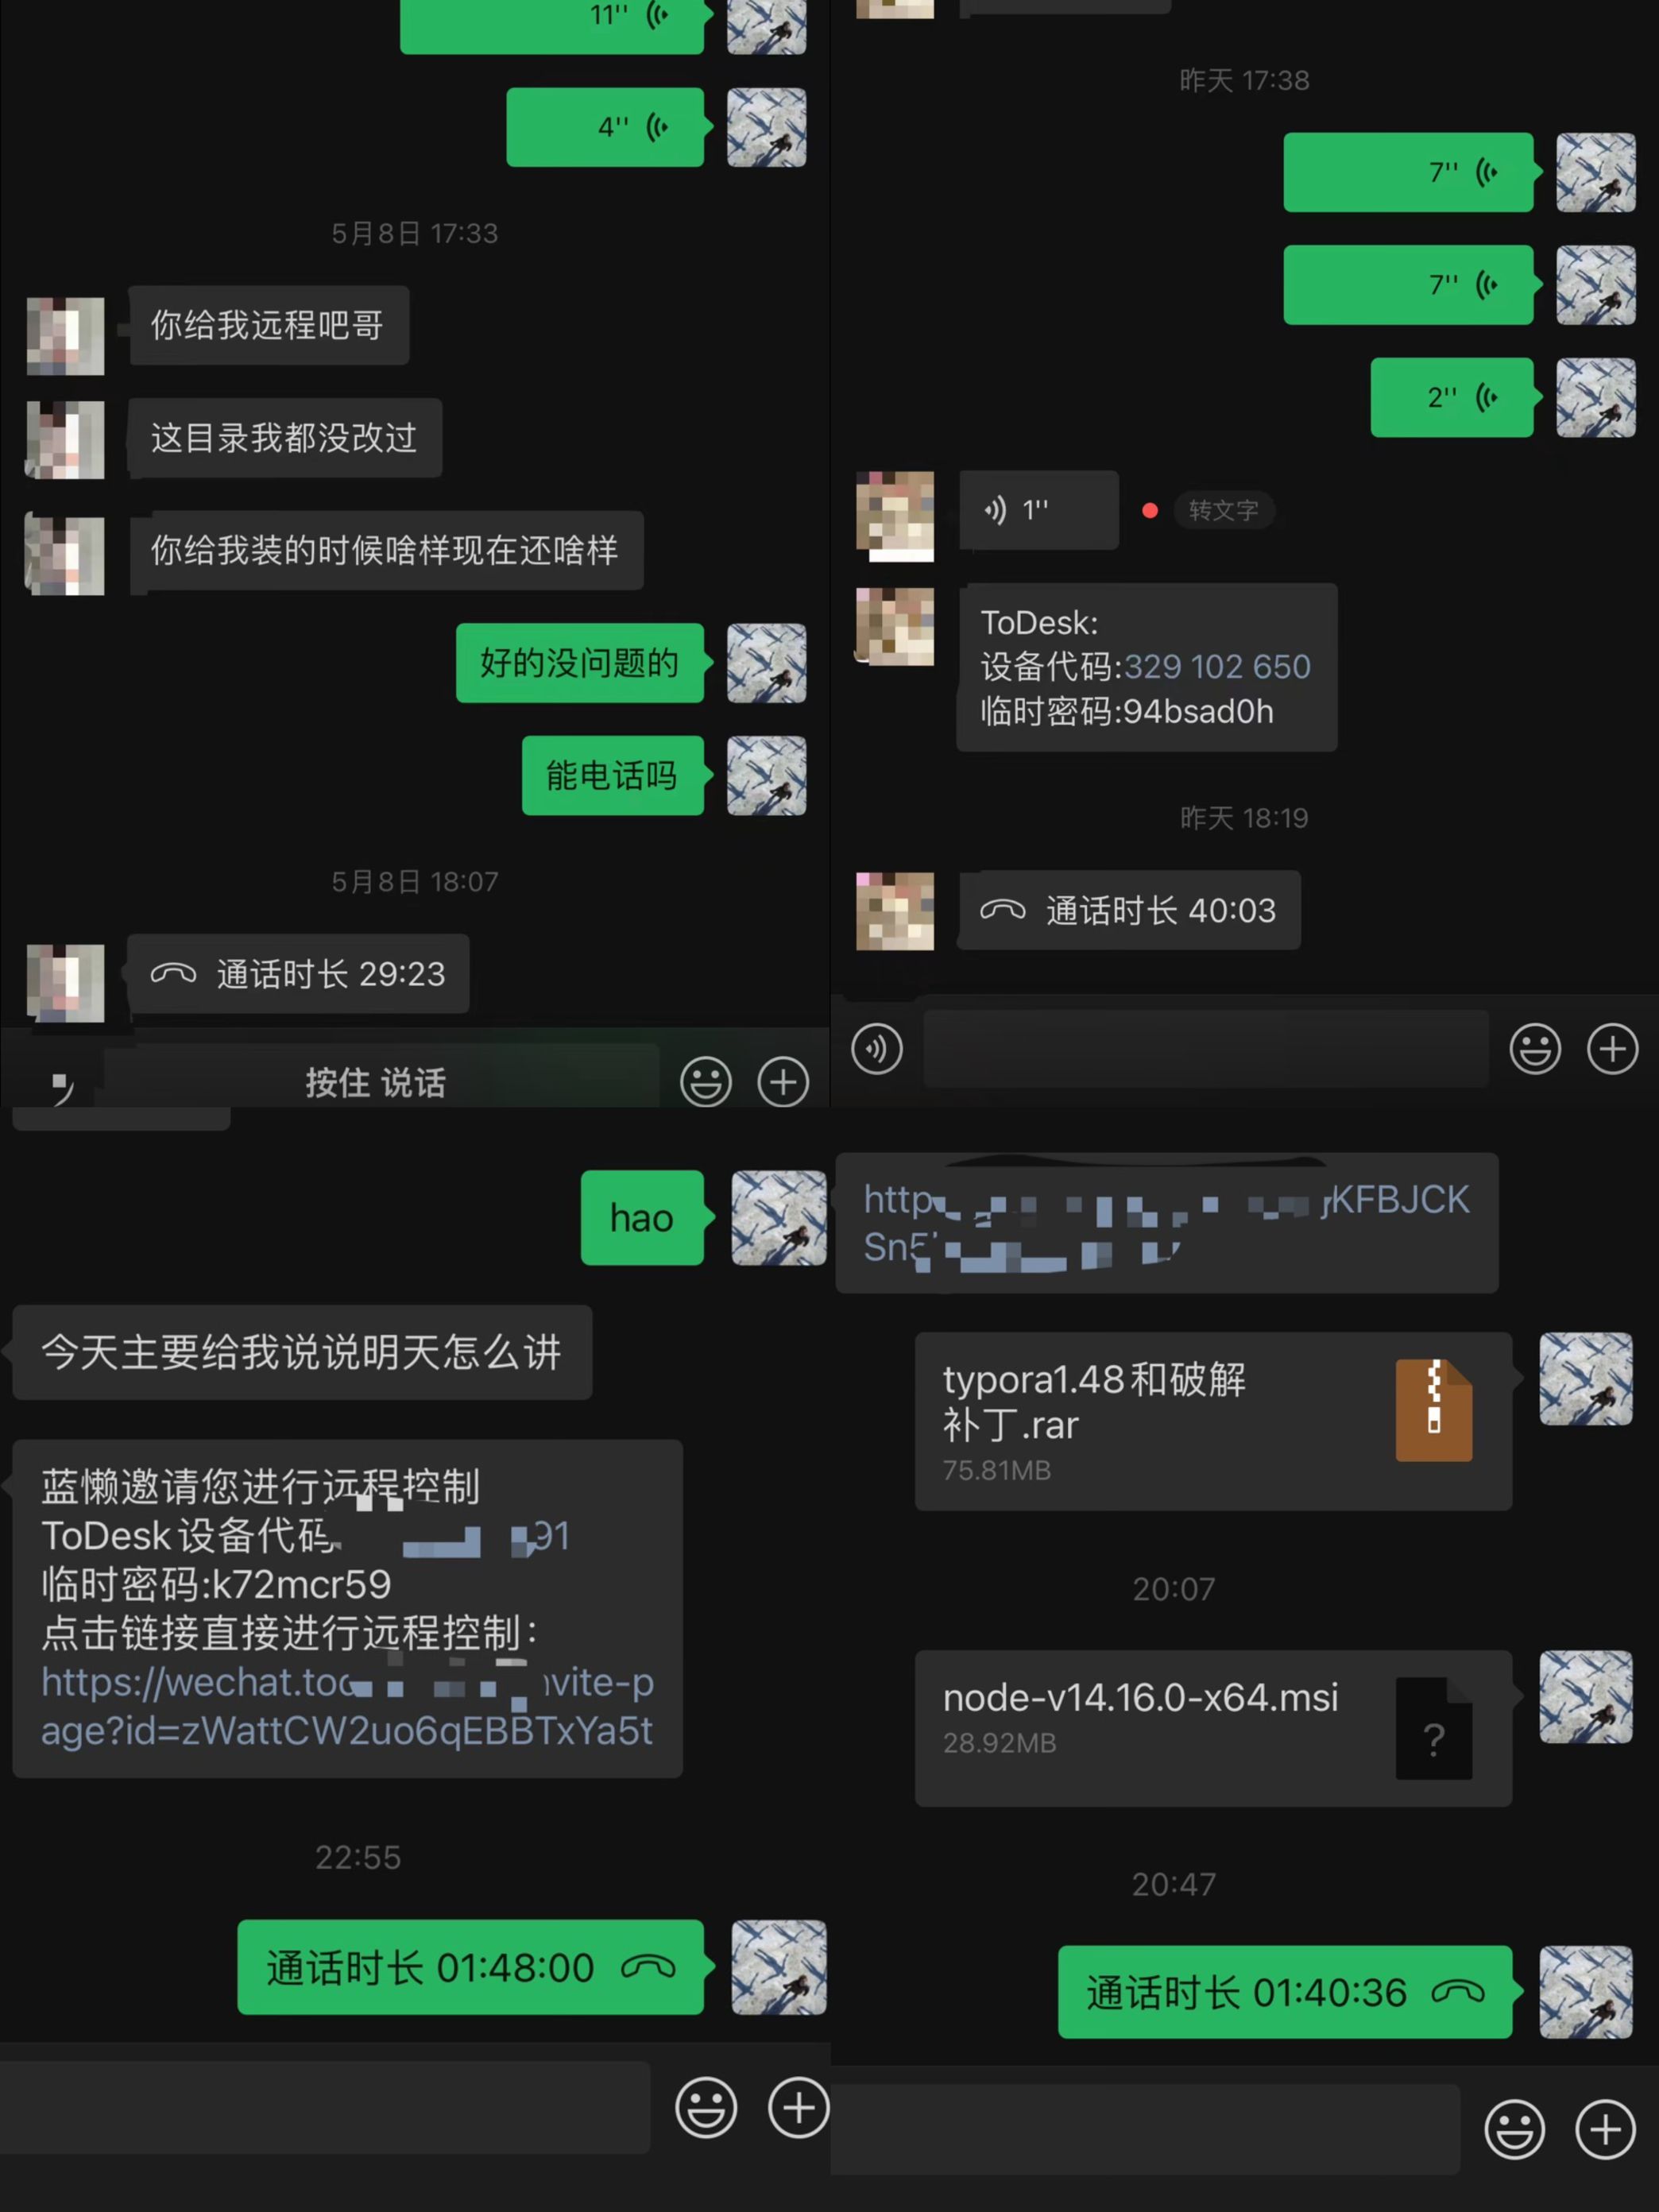 11''
4''
5月8日 17:33
你给我远程吧哥
这目录我都没改过
你给我装的时候啥样现在还啥样
好的没问题的
能电话吗
5月8日 18:07
通话时长 29:23
按住 说话
昨天 17:38
7''
7''
2''
1''
转文字
ToDesk:
设备代码:329 102 650
临时密码:94bsad0h
昨天 18:19
通话时长 40:03
hao
今天主要给我说说明天怎么讲
蓝懒邀请您进行远程控制
ToDesk设备代码 91
临时密码:k72mcr59
点击链接直接进行远程控制：
https://wechat.to vite-p
age?id=zWattCW2uo6qEBBTxYa5t
22:55
通话时长 01:48:00
http KFBJCK
Sn5
typora1.48和破解
补丁.rar
75.81MB
20:07
node-v14.16.0-x64.msi
28.92MB
?
20:47
通话时长 01:40:36